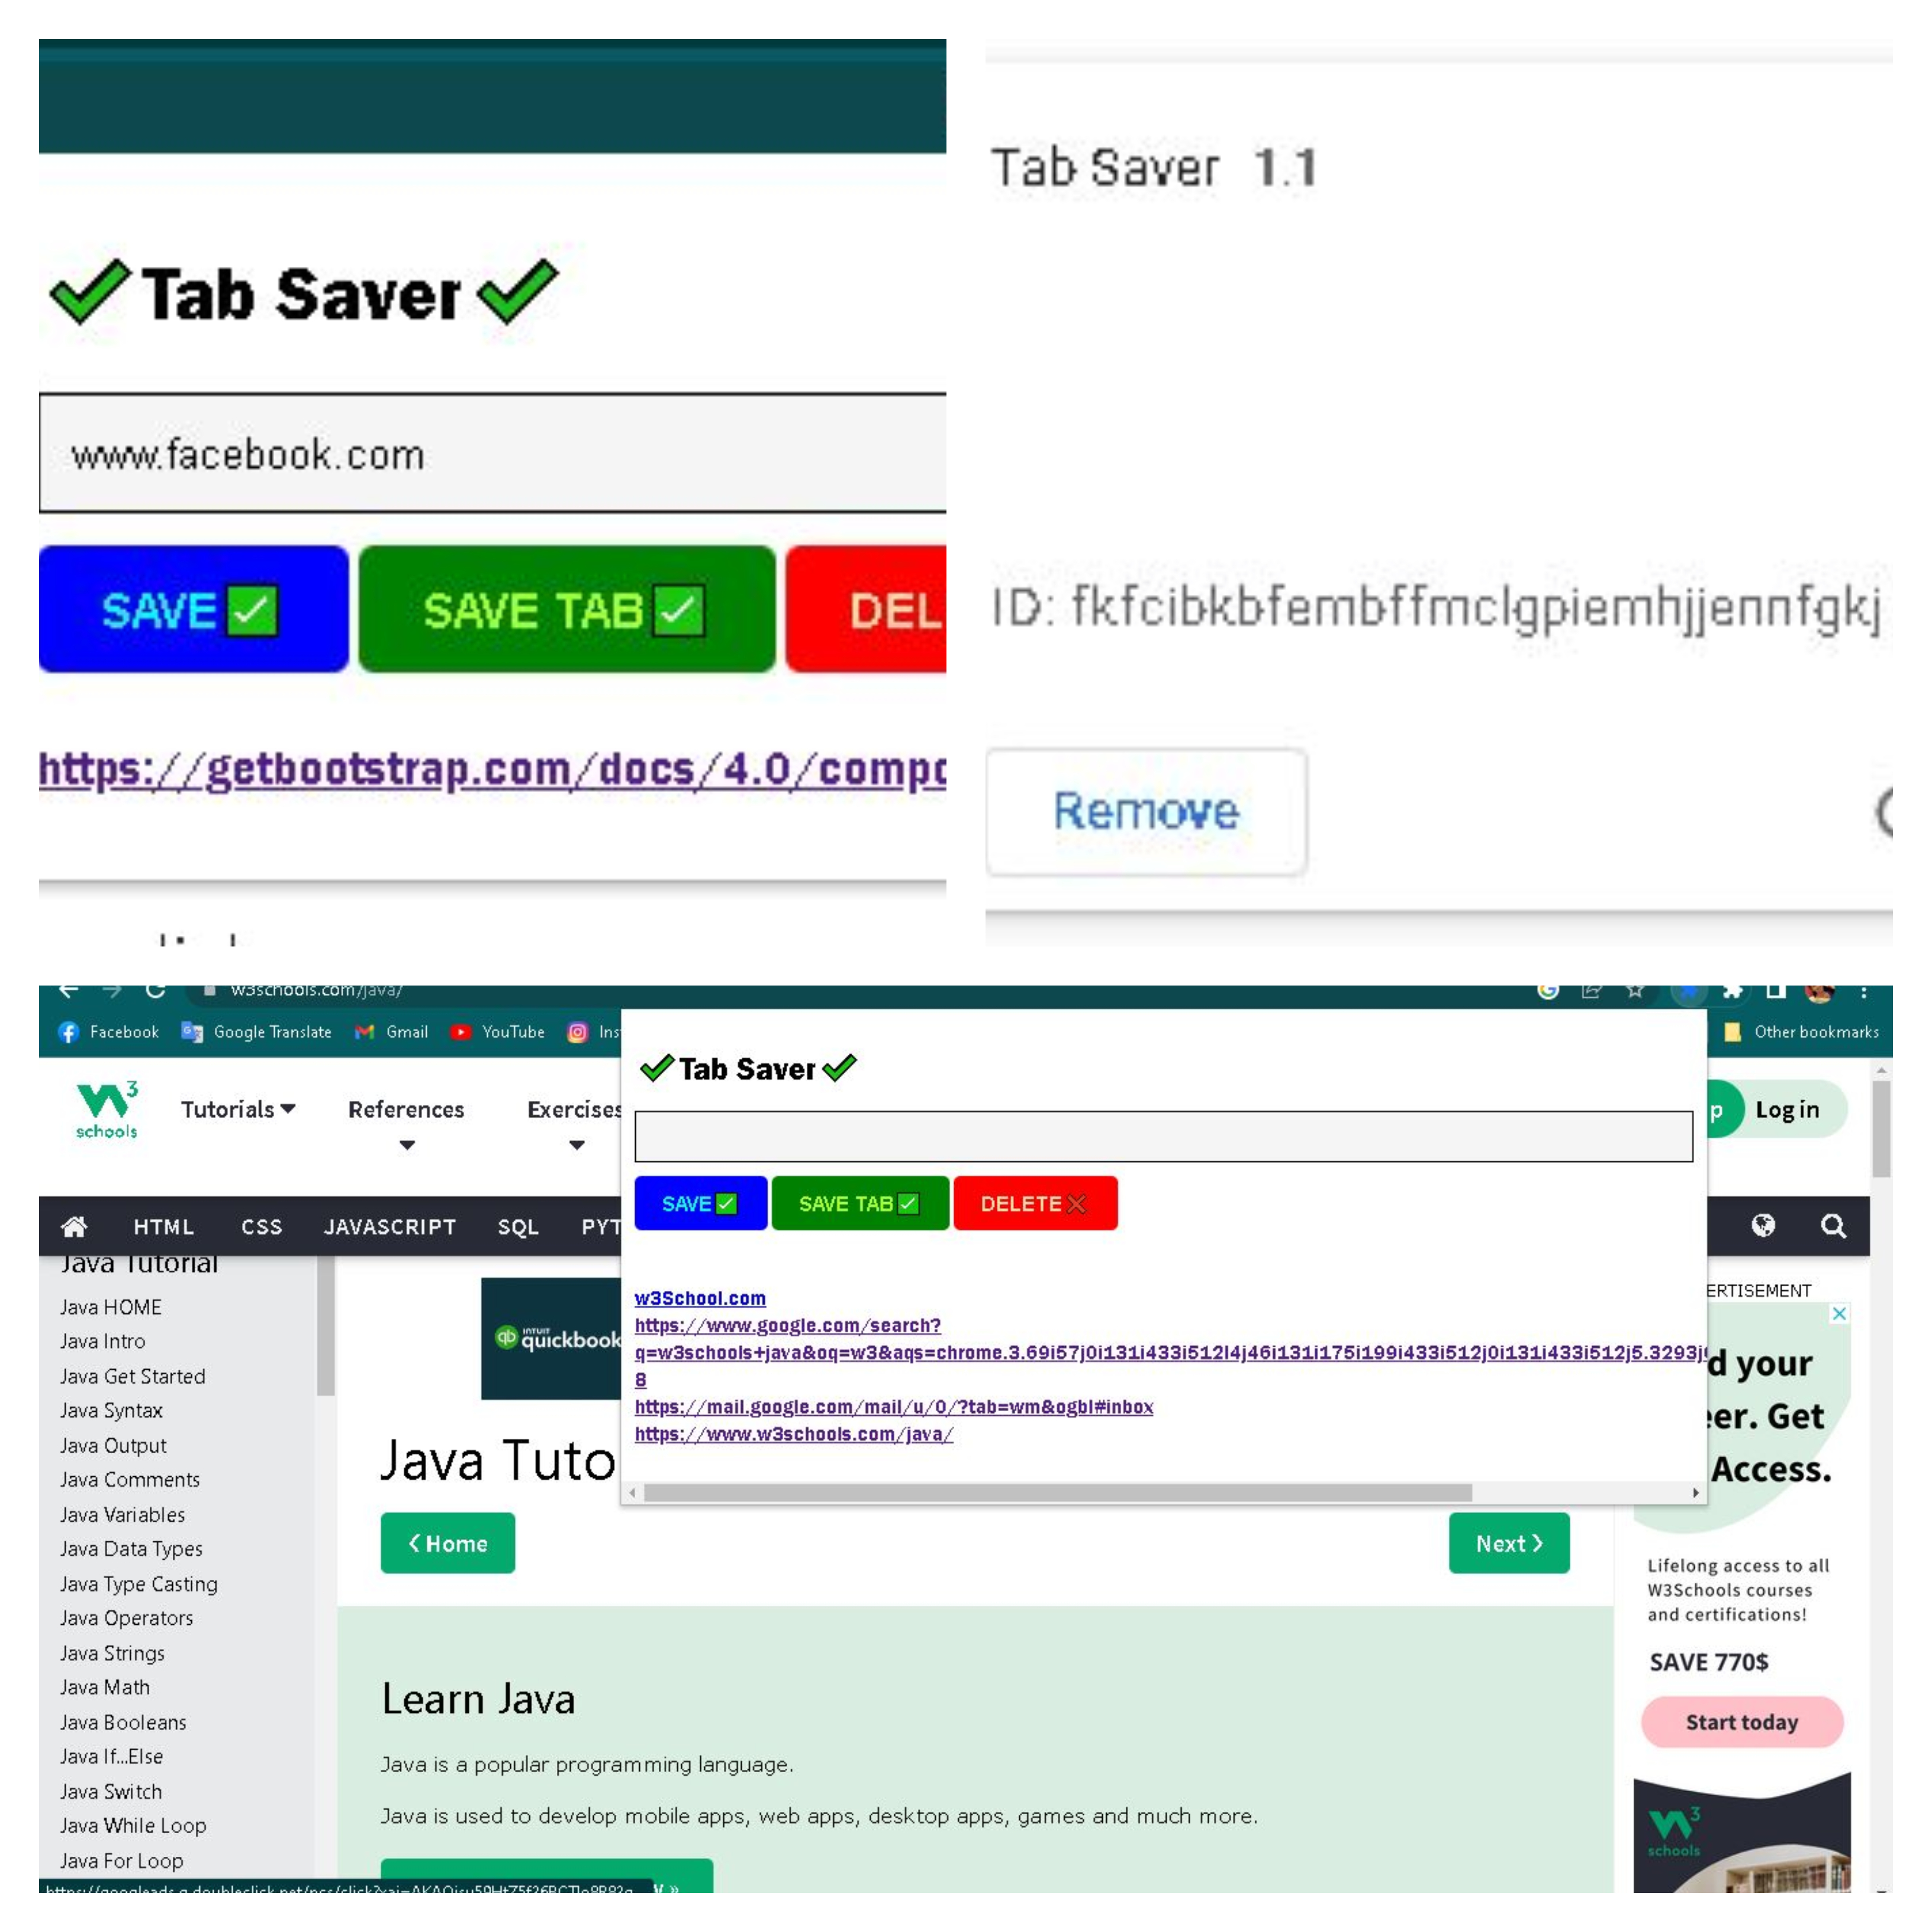 Tab Saver
www.facebook.com
SAVE SAVE TAB DEL
https://getbootstrap.com/docs/4.0/compo
Tab Saver 1.1
ID: fkfcibkbfembffmclgpiemhjjennfgkj
Remove
w3schools.com/java/
Facebook Google Translate Gmail YouTube Ins Other bookmarks
Tab Saver
W3 schools Tutorials References Exercises p Log in
SAVE SAVE TAB DELETE
HTML CSS JAVASCRIPT SQL PYT
w3School.com
https://www.google.com/search?
q=w3schools+java&oq=w3&aqs=chrome.3.69i57j0i131i433i512l4j46i131i175i199i433i512j0i131i433i512j5.3293j
8
https://mail.google.com/mail/u/0/?tab=wm&ogbl#inbox
https://www.w3schools.com/java/
Java Tutorial
Java HOME
Java Intro
Java Get Started
Java Syntax
Java Output
Java Comments
Java Variables
Java Data Types
Java Type Casting
Java Operators
Java Strings
Java Math
Java Booleans
Java If...Else
Java Switch
Java While Loop
Java For Loop
qb INTUIT
quickbook
Java Tuto
Home
Next
Learn Java
Java is a popular programming language.
Java is used to develop mobile apps, web apps, desktop apps, games and much more.
ERTISEMENT
d your
er. Get
Access.
Lifelong access to all
W3Schools courses
and certifications!
SAVE 770$
Start today
W3
schools